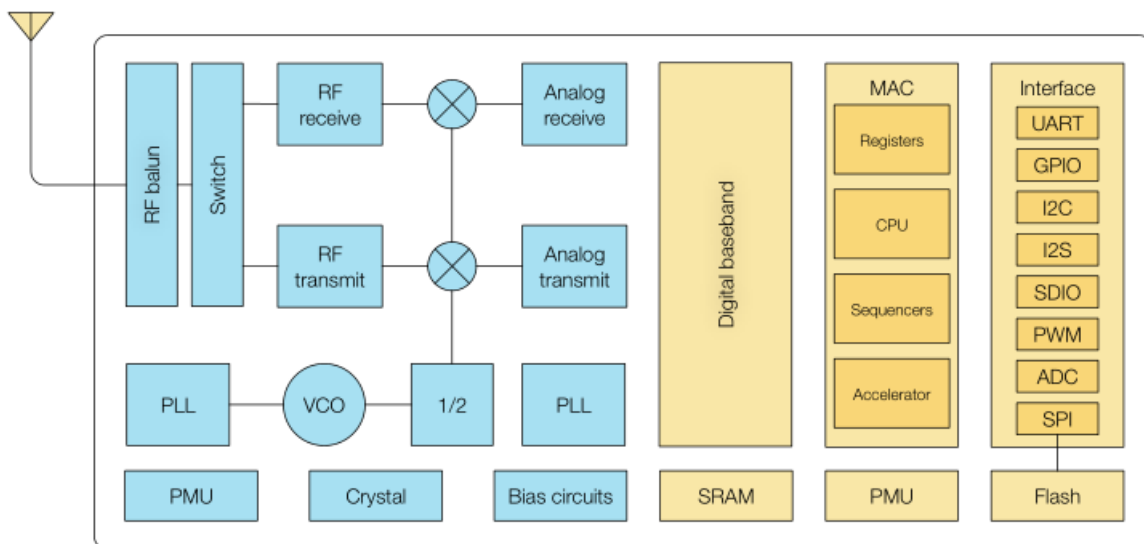 RF balun
Switch
RF
receive
Analog
receive
RF
transmit
Analog
transmit
PLL
VCO
1/2
PLL
PMU
Crystal
Bias circuits
Digital baseband
SRAM
MAC
Registers
CPU
Sequencers
Accelerator
PMU
Interface
UART
GPIO
I2C
I2S
SDIO
PWM
ADC
SPI
Flash